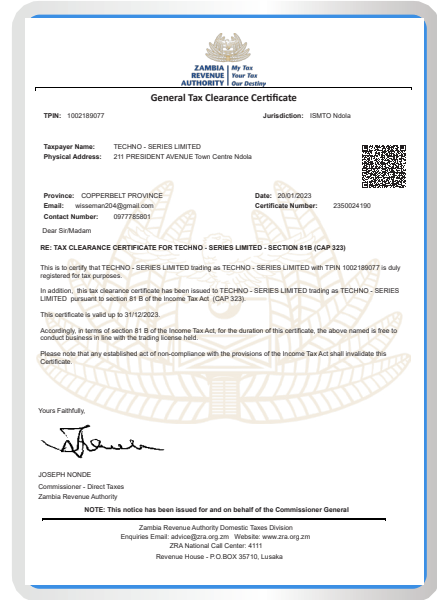 ZAMBIA
REVENUE
AUTHORITY
My Tax
Your Tax
Our Destiny
General Tax Clearance Certificate
TPIN: 1002189077 Jurisdiction: ISMTO Ndola
Taxpayer Name: TECHNO - SERIES LIMITED
Physical Address: 211 PRESIDENT AVENUE Town Centre Ndola
Province: COPPERBELT PROVINCE Date: 20/01/2023
Email: wisseman204@gmail.com Certificate Number: 2350024190
Contact Number: 0977785801
Dear Sir/Madam
RE: TAX CLEARANCE CERTIFICATE FOR TECHNO - SERIES LIMITED - SECTION 81B (CAP 323)
This is to certify that TECHNO - SERIES LIMITED trading as TECHNO - SERIES LIMITED with TPIN 1002189077 is duly
registered for tax purposes.
In addition, this tax clearance certificate has been issued to TECHNO - SERIES LIMITED trading as TECHNO - SERIES
LIMITED pursuant to section 81 B of the Income Tax Act (CAP 323).
This certificate is valid up to 31/12/2023.
Accordingly, in terms of section 81 B of the Income Tax Act, for the duration of this certificate, the above named is free to
conduct business in line with the trading license held.
Please note that any established act of non-compliance with the provisions of the Income Tax Act shall invalidate this
Certificate.
Yours Faithfully,
JOSEPH NONDE
Commissioner - Direct Taxes
Zambia Revenue Authority
NOTE: This notice has been issued for and on behalf of the Commissioner General
Zambia Revenue Authority Domestic Taxes Division
Enquiries Email: advice@zra.org.zm Website: www.zra.org.zm
ZRA National Call Center: 4111
Revenue House - P.O.BOX 35710, Lusaka